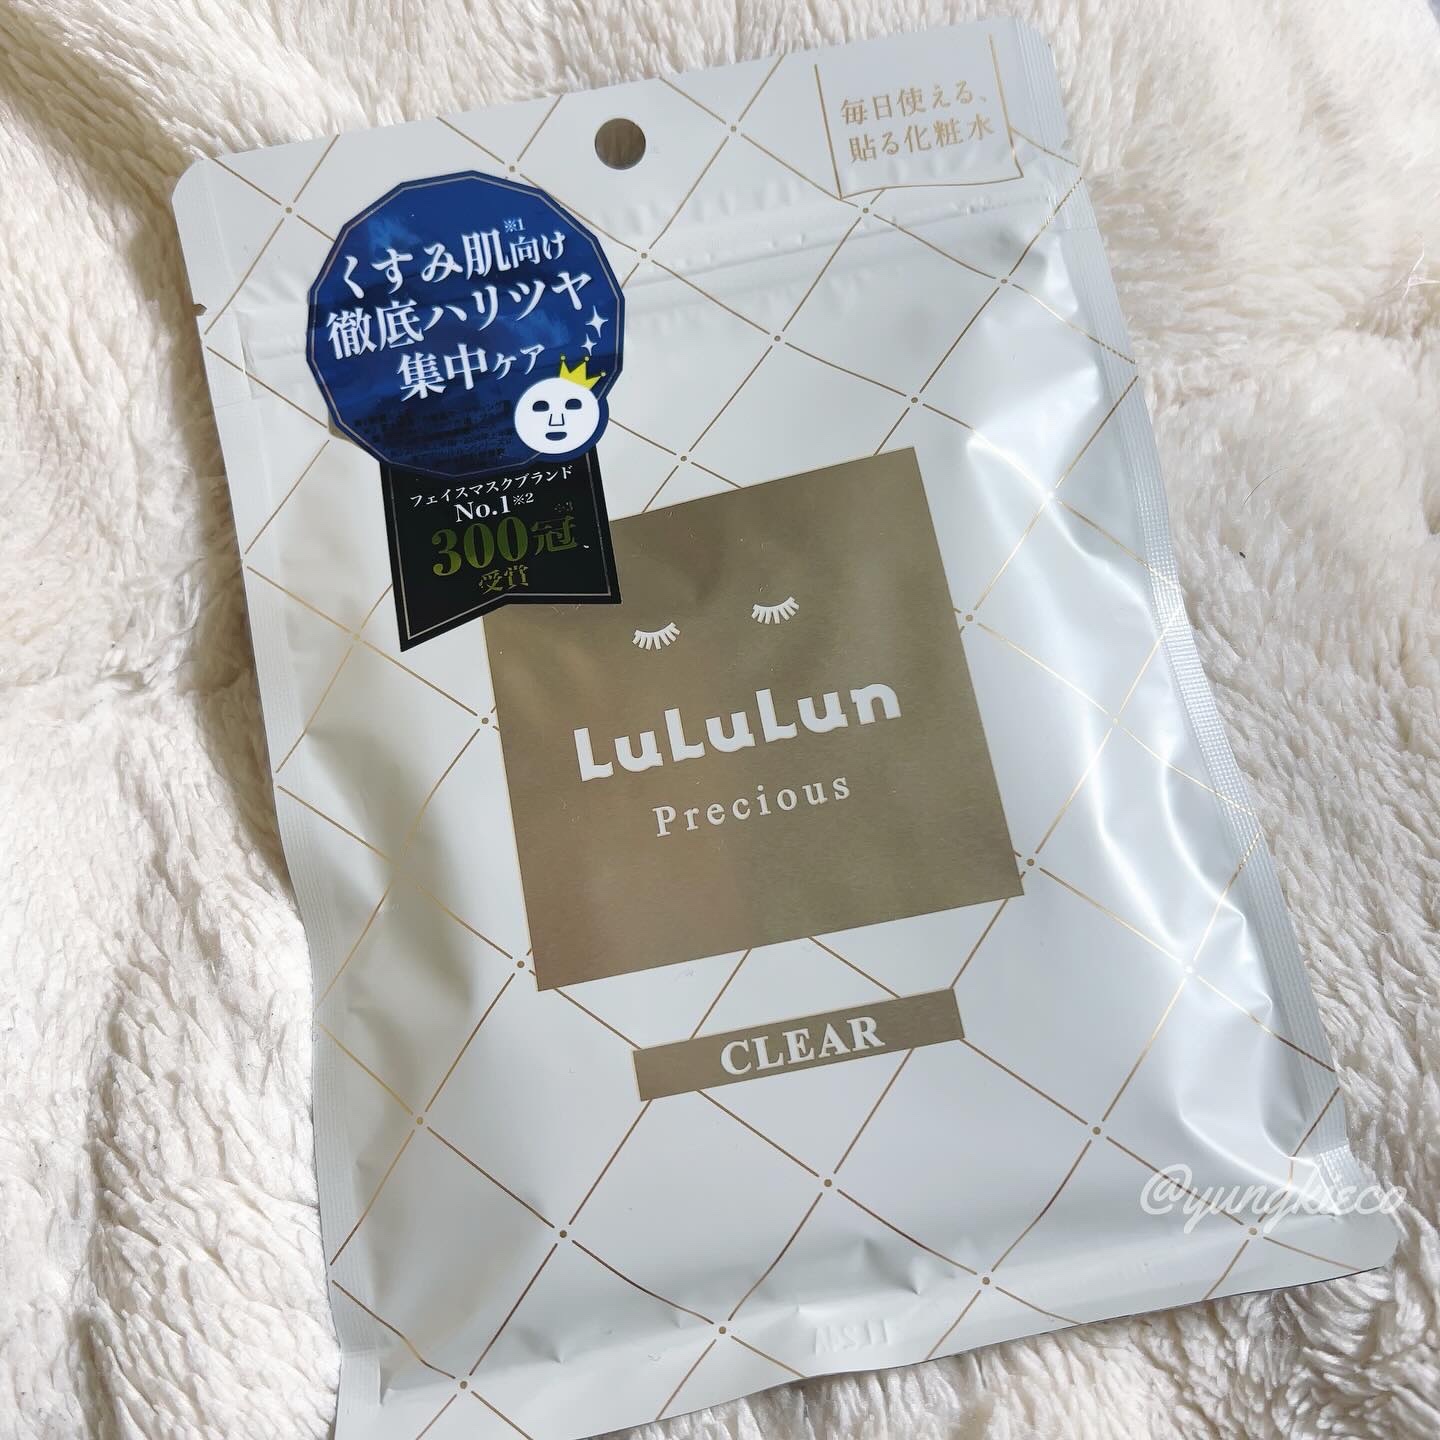 毎日使える、
貼る化粧水
くすみ肌※1向け
徹底ハリツヤ
集中ケア
フェイスマスクブランド
No.1※2
300冠※3
受賞
LuLuLun
Precious
CLEAR
@yungkieco